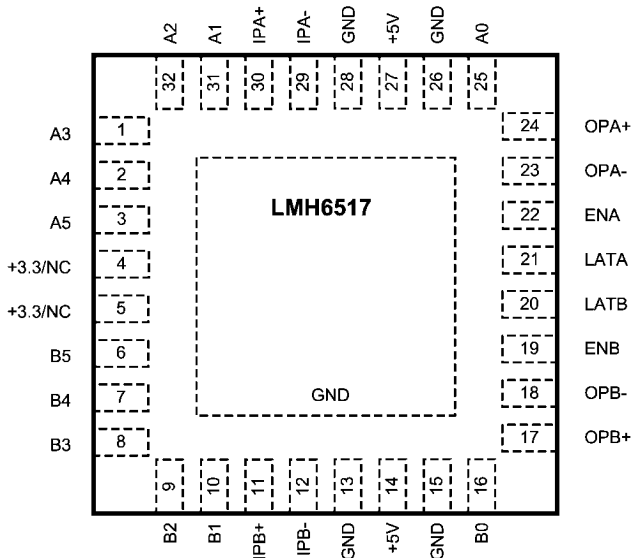 A2 A1 IPA+ IPA- GND +5V GND A0
32 31 30 29 28 27 26 25
A3 1
A4 2
A5 3
+3.3/NC 4
+3.3/NC 5
B5 6
B4 7
B3 8
LMH6517
GND
24 OPA+
23 OPA-
22 ENA
21 LATA
20 LATB
19 ENB
18 OPB-
17 OPB+
9 10 11 12 13 14 15 16
B2 B1 IPB+ IPB- GND +5V GND B0